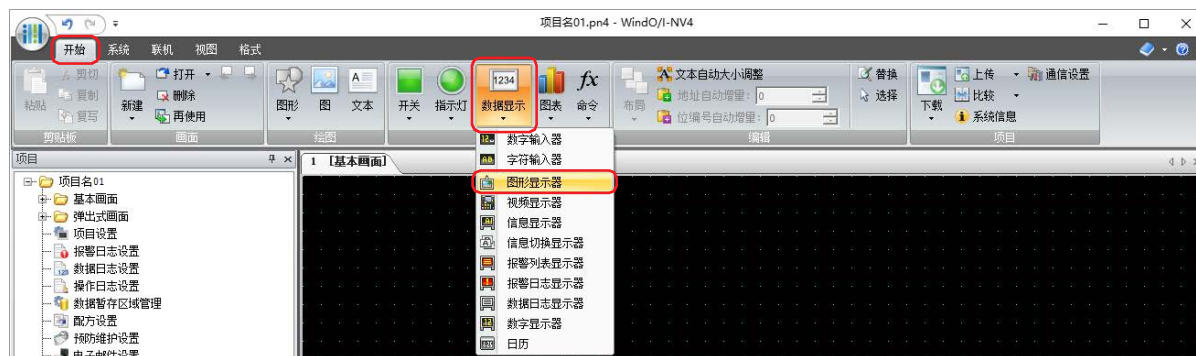 项目名01.pn4 - WindO/I-NV4
开始 系统 联机 视图 格式
粘贴 剪切 复制 复写 剪贴板
新建 打开 删除 再使用 画面
图形 图 文本 绘图
开关 指示灯 1234 数据显示 图表 fx 命令
布局 文本自动大小调整 地址自动增量: 0 位编号自动增量: 0 替换 选择 编辑
下载 上传 比较 系统信息 通信设置 项目
项目
1 [基本画面]
项目名01
基本画面
弹出式画面
项目设置
报警日志设置
数据日志设置
操作日志设置
数据暂存区域管理
配方设置
预防维护设置
电子邮件设置
数字输入器
字符输入器
图形显示器
视频显示器
信息显示器
信息切换显示器
报警列表显示器
报警日志显示器
数据日志显示器
数字显示器
日历